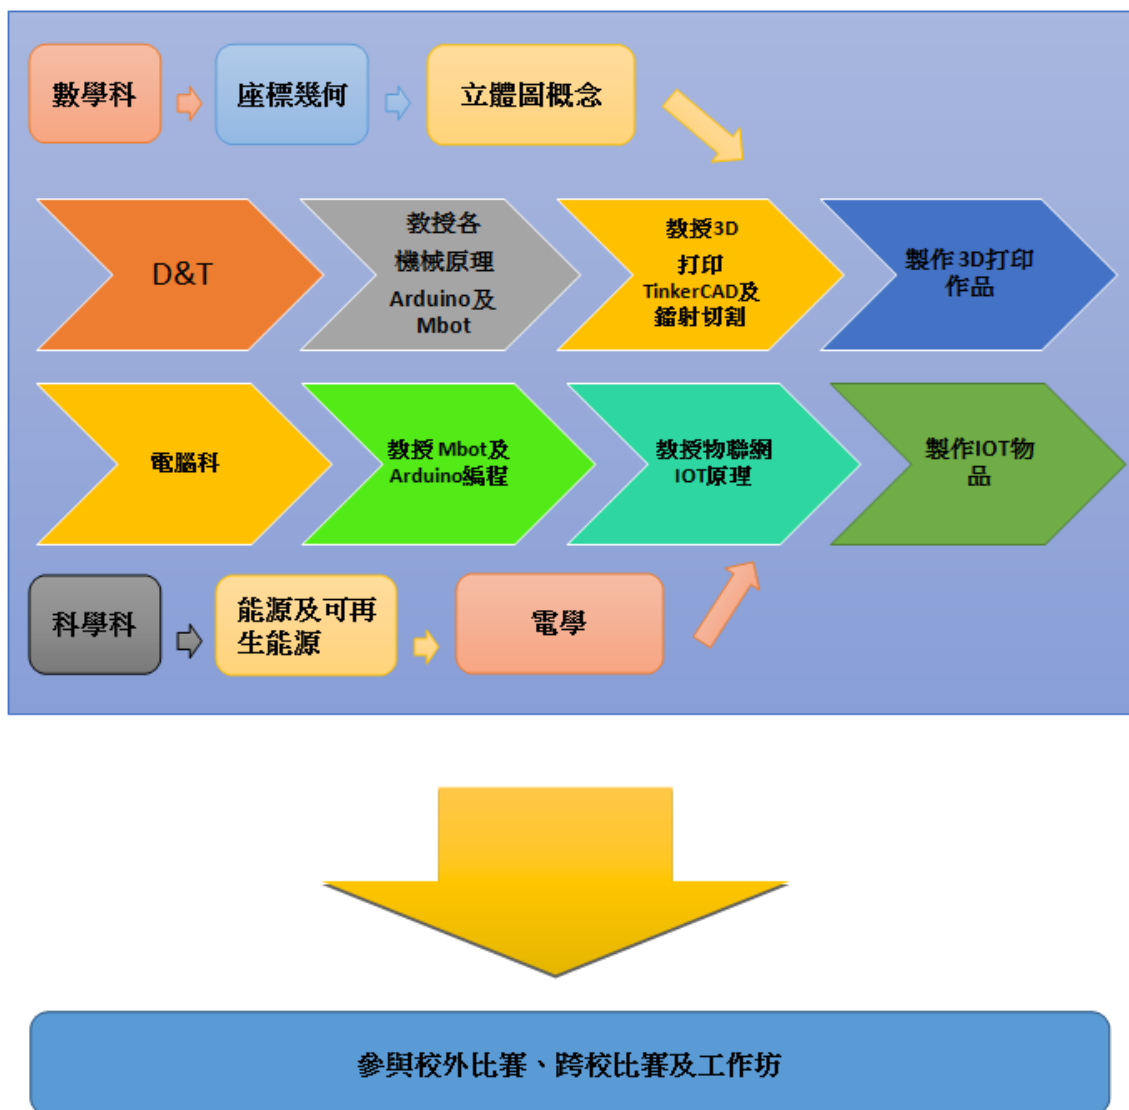 數學科
座標幾何
立體圖概念
D&T
教授各
機械原理
Arduino及
Mbot
教授3D
打印
TinkerCAD及
鐳射切割
製作 3D打印
作品
電腦科
教授 Mbot及
Arduino編程
教授物聯網
IOT原理
製作IOT物
品
科學科
能源及可再
生能源
電學
參與校外比賽、跨校比賽及工作坊